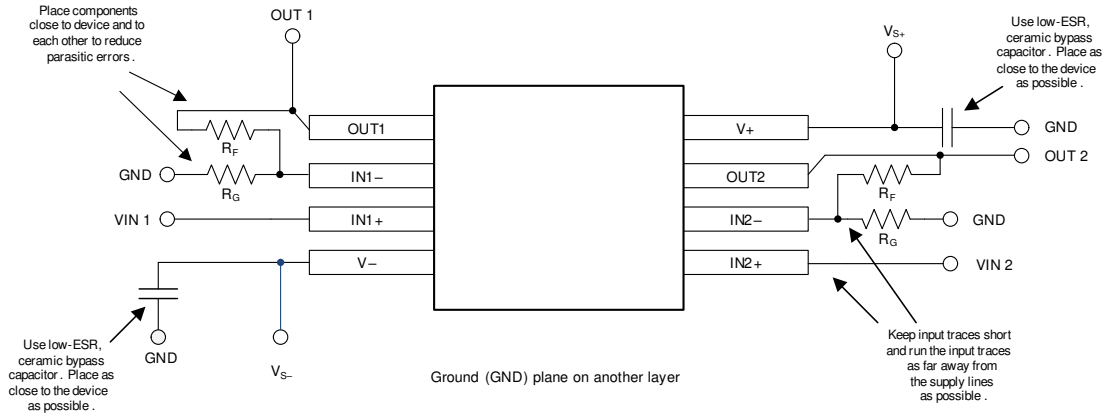 Place components
close to device and to
each other to reduce
parasitic errors .
OUT 1
VS+
Use low-ESR,
ceramic bypass
capacitor . Place as
close to the device
as possible .
OUT1
V+
GND
RF
OUT2
OUT 2
GND
IN1−
RF
RG
VIN 1
IN1+
IN2−
GND
RG
V−
IN2+
VIN 2
Use low-ESR,
ceramic bypass
capacitor . Place as
close to the device
as possible .
GND
VS−
Ground (GND) plane on another layer
Keep input traces short
and run the input traces
as far away from
the supply lines
as possible .